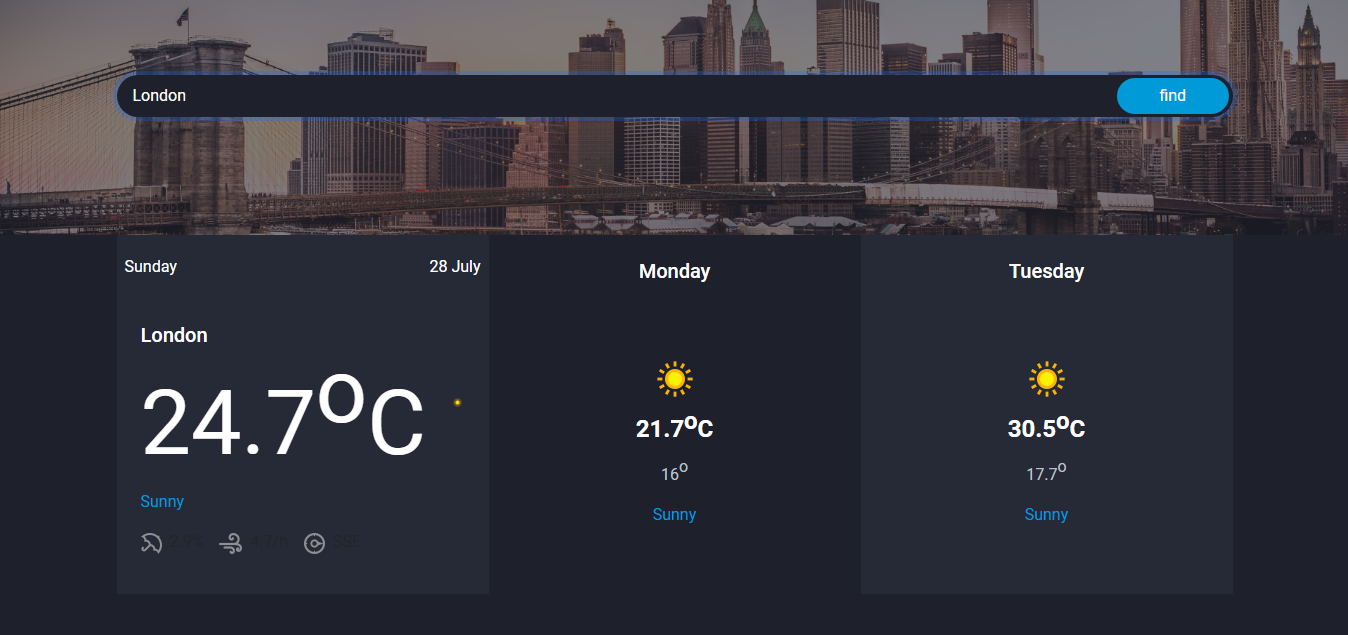 London
find
Sunday 28 July
London
24.7°C
Sunny
2.9% 4.7/h SSE
Monday
21.7°C
16°
Sunny
Tuesday
30.5°C
17.7°
Sunny